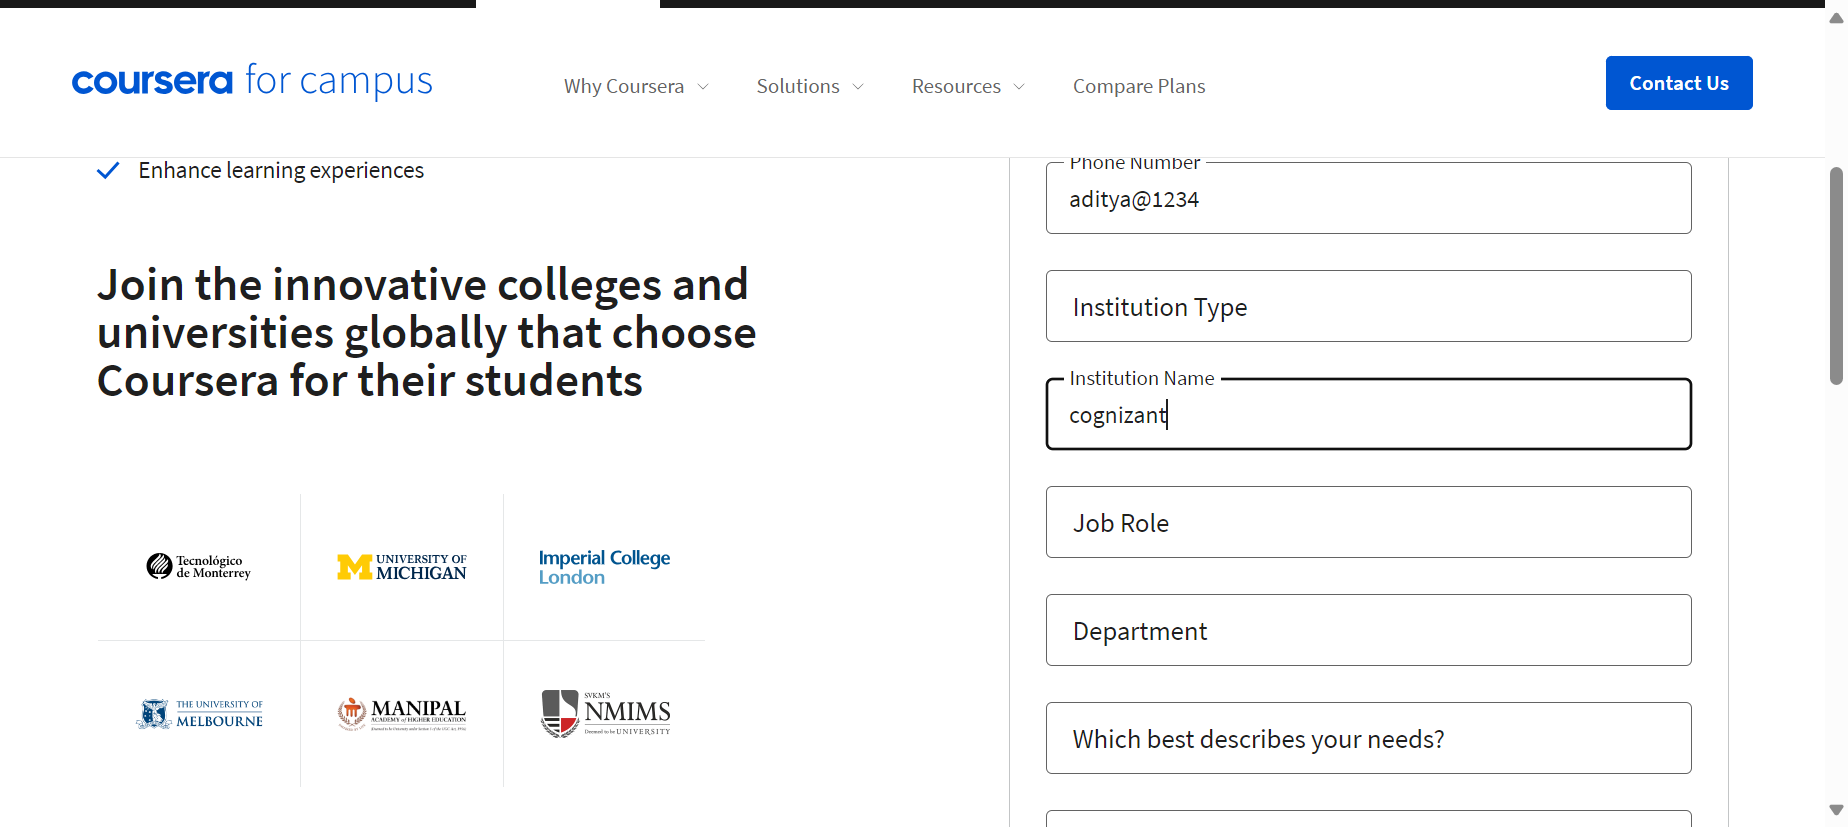 coursera for campus
Why Coursera
Solutions
Resources
Compare Plans
Contact Us
Enhance learning experiences
Join the innovative colleges and
universities globally that choose
Coursera for their students
Tecnológico
de Monterrey
M UNIVERSITY OF
MICHIGAN
Imperial College
London
THE UNIVERSITY OF
MELBOURNE
MANIPAL
ACADEMY of HIGHER EDUCATION
SVKM'S
NMIMS
Deemed to be UNIVERSITY
Phone Number
aditya@1234
Institution Type
Institution Name
cognizant
Job Role
Department
Which best describes your needs?